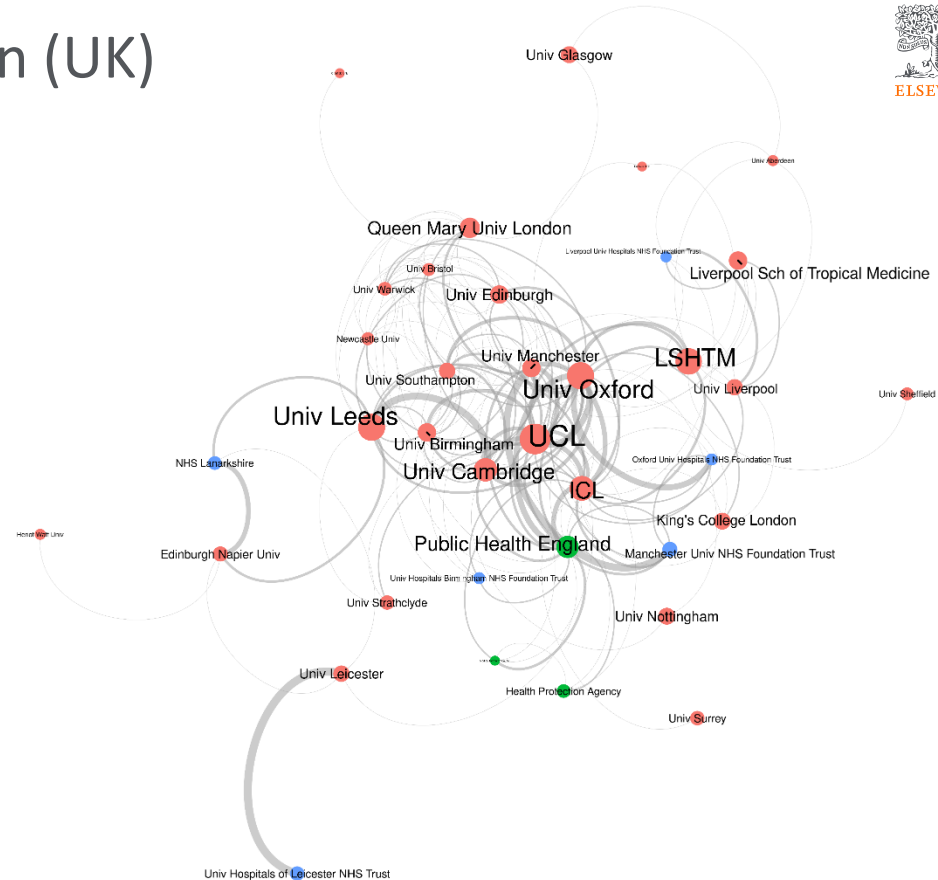 n (UK)
Univ Glasgow
ELSE
Univ Aberdeen
Queen Mary Univ London
Liverpool Univ Hospitals NHS Foundation Trust
Univ Bristol
Liverpool Sch of Tropical Medicine
Univ Warwick
Univ Edinburgh
Newcastle Univ
Univ Manchester
LSHTM
Univ Southampton
Univ Oxford
Univ Liverpool
Univ Sheffield
Univ Leeds
UCL
Univ Birmingham
Oxford Univ Hospitals NHS Foundation Trust
NHS Lanarkshire
Univ Cambridge
ICL
King's College London
Heriot Watt Univ
Public Health England
Edinburgh Napier Univ
Manchester Univ NHS Foundation Trust
Univ Hospitals Birmingham NHS Foundation Trust
Univ Strathclyde
Univ Nottingham
Univ Leicester
Health Protection Agency
Univ Surrey
Univ Hospitals of Leicester NHS Trust